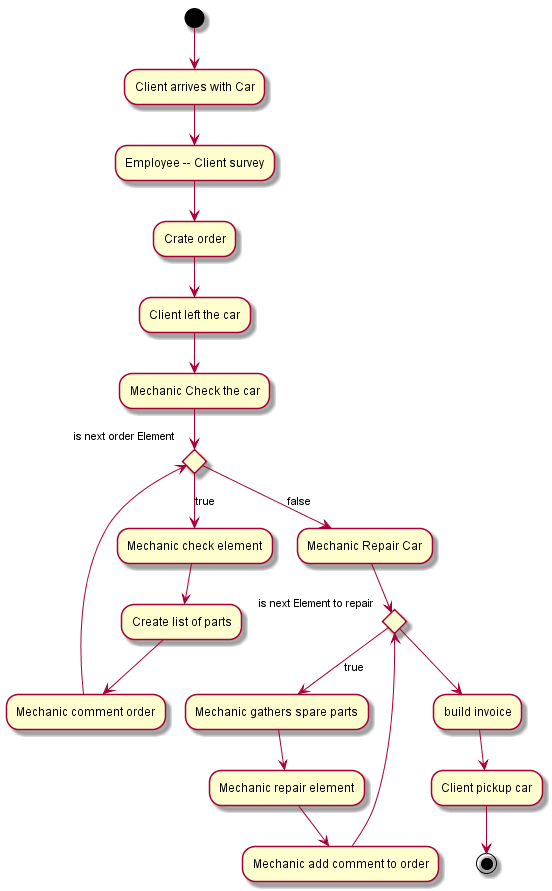 Client arrives with Car
Employee -- Client survey
Crate order
Client left the car
Mechanic Check the car
is next order Element
true
false
Mechanic check element
Mechanic Repair Car
is next Element to repair
Create list of parts
true
Mechanic comment order
Mechanic gathers spare parts
build invoice
Mechanic repair element
Client pickup car
Mechanic add comment to order